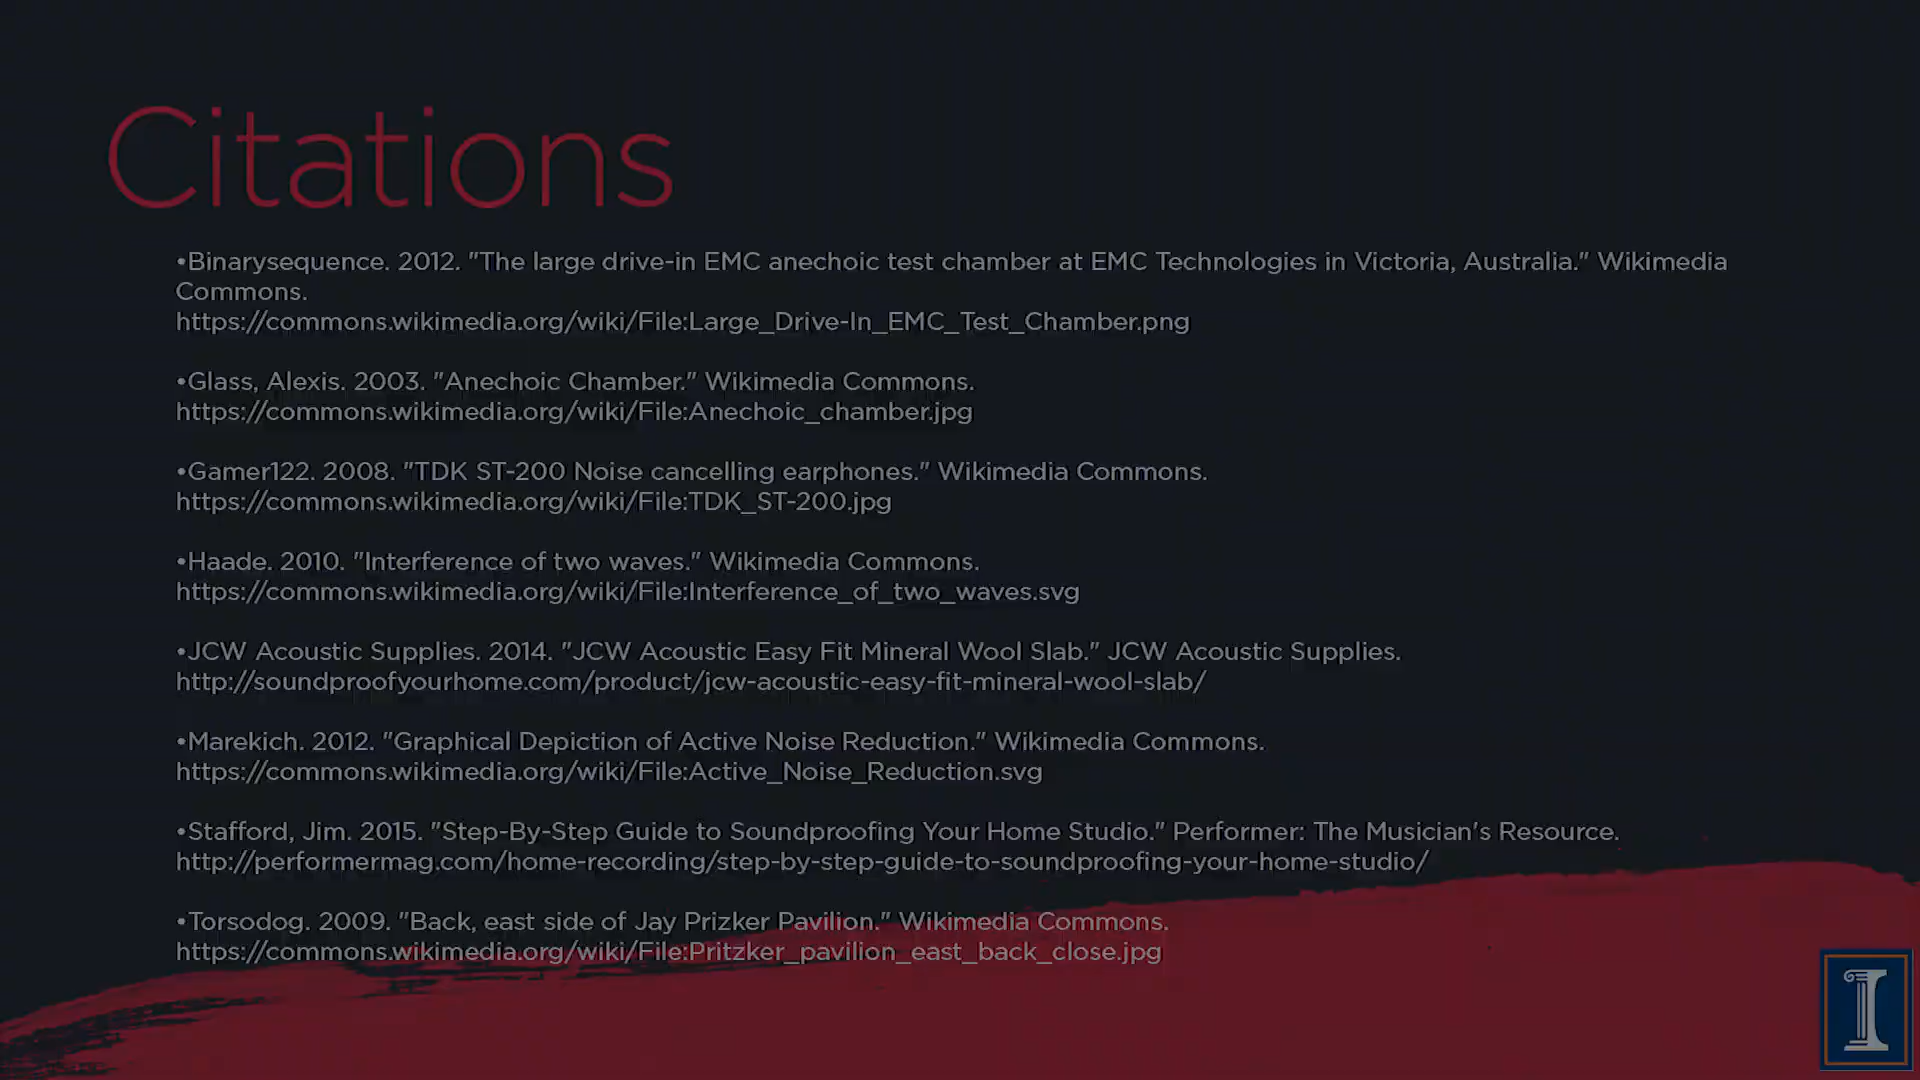 Citations
•Binarysequence. 2012. "The large drive-in EMC anechoic test chamber at EMC Technologies in Victoria, Australia." Wikimedia
Commons.
https://commons.wikimedia.org/wiki/File:Large_Drive-In_EMC_Test_Chamber.png
•Glass, Alexis. 2003. "Anechoic Chamber." Wikimedia Commons.
https://commons.wikimedia.org/wiki/File:Anechoic_chamber.jpg
•Gamer122. 2008. "TDK ST-200 Noise cancelling earphones." Wikimedia Commons.
https://commons.wikimedia.org/wiki/File:TDK_ST-200.jpg
•Haade. 2010. "Interference of two waves." Wikimedia Commons.
https://commons.wikimedia.org/wiki/File:Interference_of_two_waves.svg
•JCW Acoustic Supplies. 2014. "JCW Acoustic Easy Fit Mineral Wool Slab." JCW Acoustic Supplies.
http://soundproofyourhome.com/product/jcw-acoustic-easy-fit-mineral-wool-slab/
•Marekich. 2012. "Graphical Depiction of Active Noise Reduction." Wikimedia Commons.
https://commons.wikimedia.org/wiki/File:Active_Noise_Reduction.svg
•Stafford, Jim. 2015. "Step-By-Step Guide to Soundproofing Your Home Studio." Performer: The Musician's Resource.
http://performermag.com/home-recording/step-by-step-guide-to-soundproofing-your-home-studio/
•Torsodog. 2009. "Back, east side of Jay Prizker Pavilion." Wikimedia Commons.
https://commons.wikimedia.org/wiki/File:Pritzker_pavilion_east_back_close.jpg
I